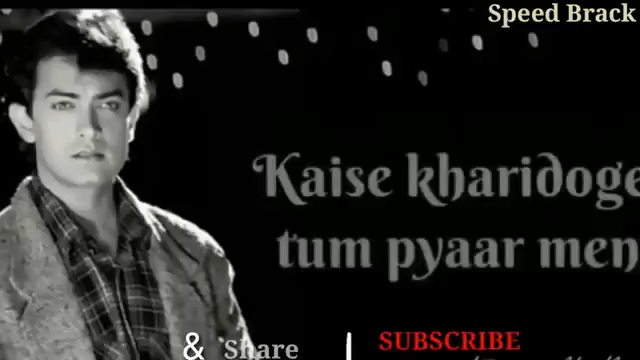 Speed Brack
Kaise kharidoge
tum pyaar men
& Share
SUBSCRIBE